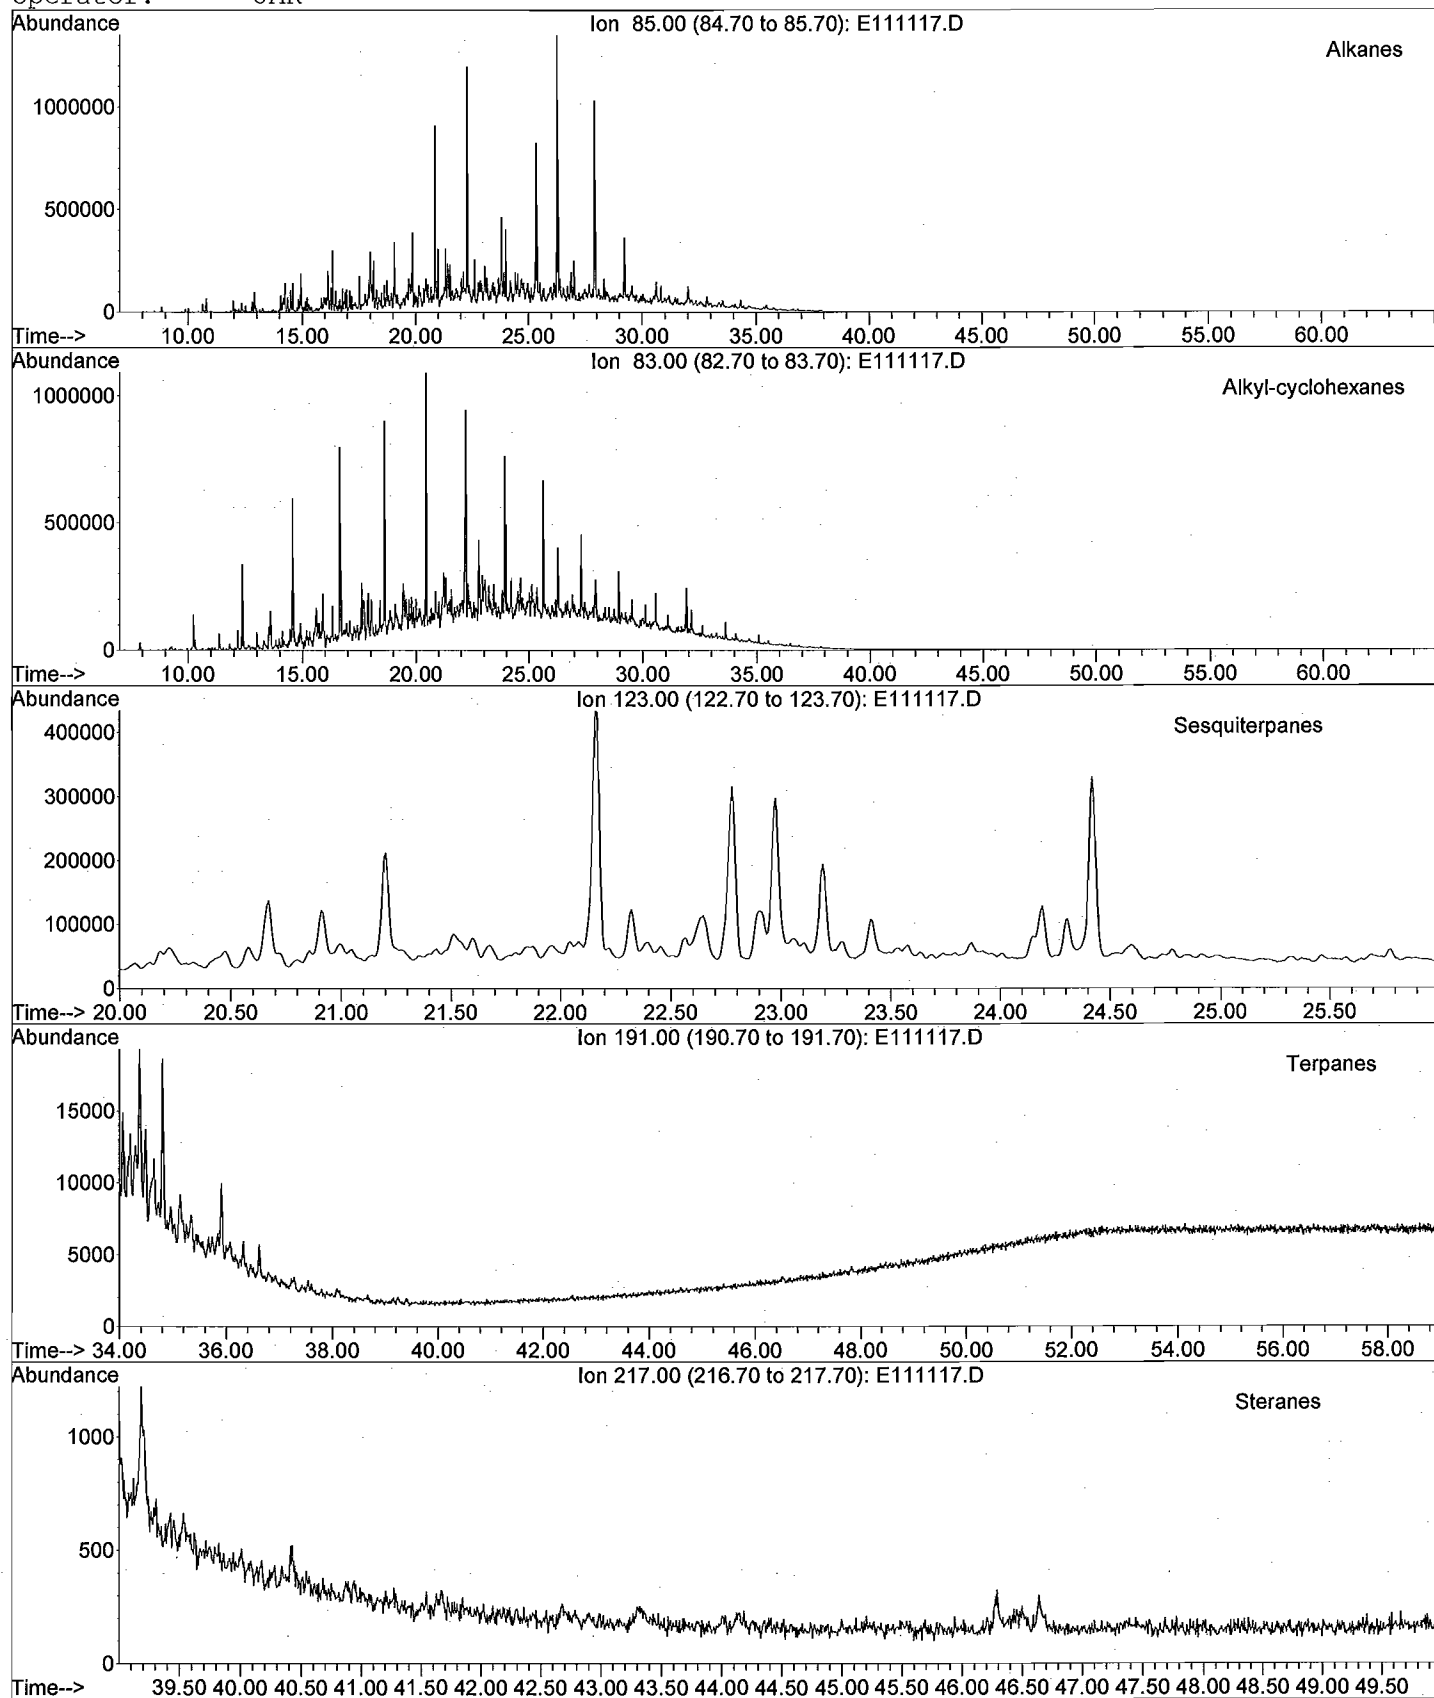 Abundance Ion 85.00 (84.70 to 85.70): E111117.D
Alkanes
1000000
500000
0
Time--> 10.00 15.00 20.00 25.00 30.00 35.00 40.00 45.00 50.00 55.00 60.00
Abundance Ion 83.00 (82.70 to 83.70): E111117.D
Alkyl-cyclohexanes
1000000
500000
0
Time--> 10.00 15.00 20.00 25.00 30.00 35.00 40.00 45.00 50.00 55.00 60.00
Abundance Ion 123.00 (122.70 to 123.70): E111117.D
Sesquiterpanes
400000
300000
200000
100000
0
Time--> 20.00 20.50 21.00 21.50 22.00 22.50 23.00 23.50 24.00 24.50 25.00 25.50
Abundance Ion 191.00 (190.70 to 191.70): E111117.D
Terpanes
15000
10000
5000
0
Time--> 34.00 36.00 38.00 40.00 42.00 44.00 46.00 48.00 50.00 52.00 54.00 56.00 58.00
Abundance Ion 217.00 (216.70 to 217.70): E111117.D
Steranes
1000
500
0
Time--> 39.50 40.00 40.50 41.00 41.50 42.00 42.50 43.00 43.50 44.00 44.50 45.00 45.50 46.00 46.50 47.00 47.50 48.00 48.50 49.00 49.50